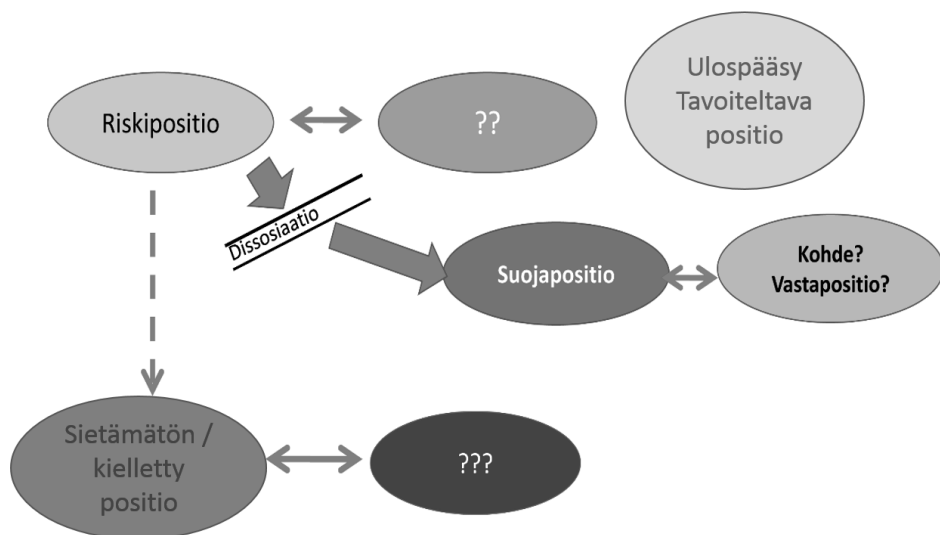 Riskipositio
??
Ulospääsy
Tavoiteltava
positio
Dissosiaatio
Suojapositio
Kohde?
Vastapositio?
Sietämätön /
kielletty
positio
???